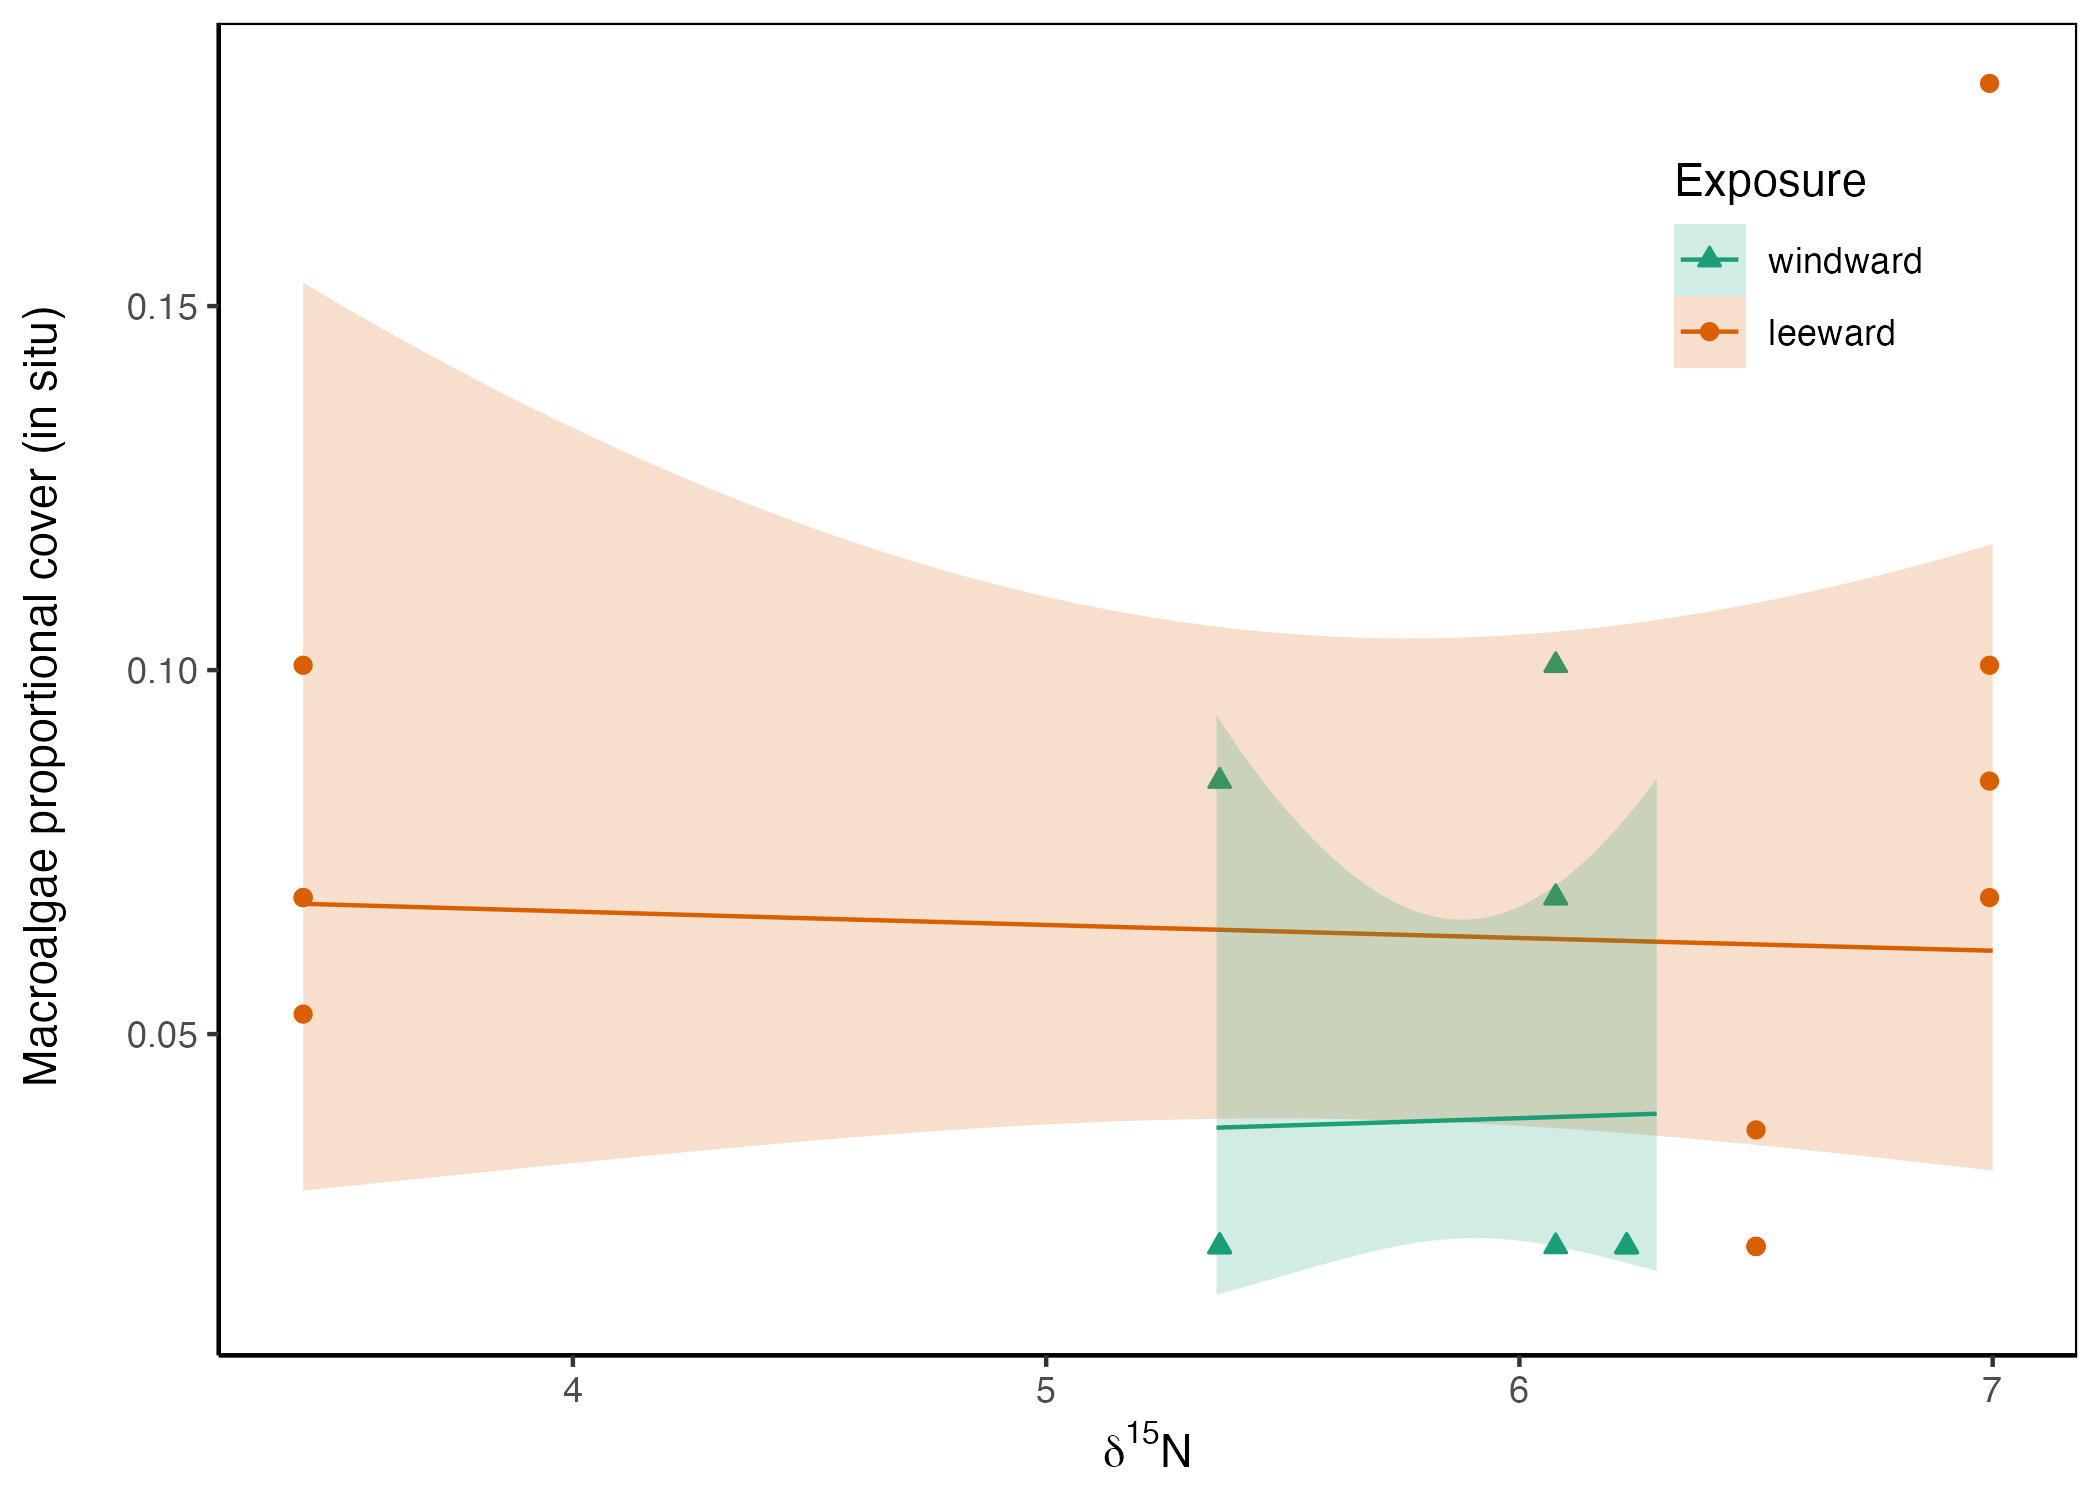 Exposure
windward
leeward
0.15
0.10
0.05
Macroalgae proportional cover (in situ)
4 5 6 7
δ¹⁵N